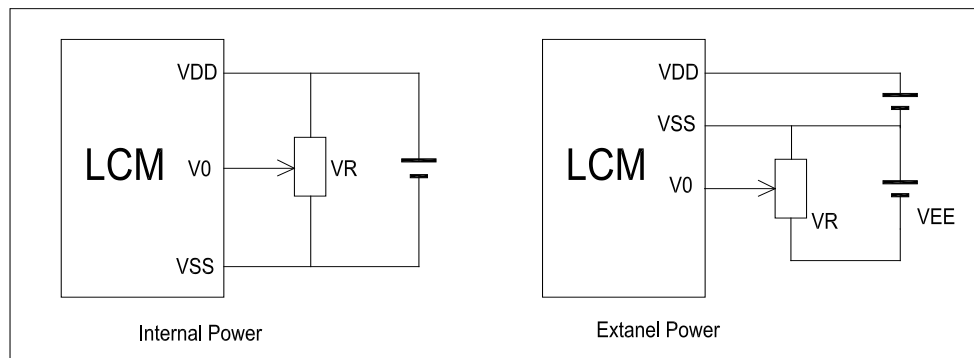 VDD
LCM
V0
VR
VSS
Internal Power
VDD
VSS
LCM
V0
VR
VEE
Extanel Power